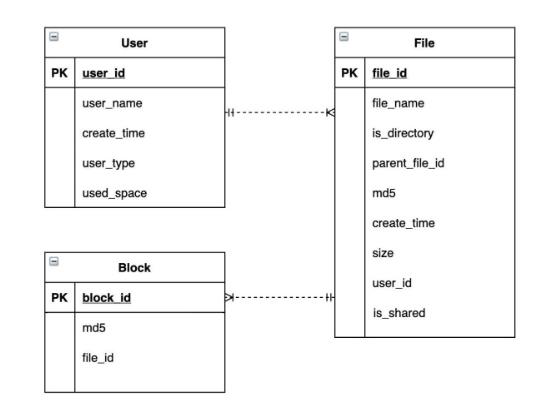 User
PK user_id
user_name
create_time
user_type
used_space
File
PK file_id
file_name
is_directory
parent_file_id
md5
create_time
size
user_id
is_shared
Block
PK block_id
md5
file_id